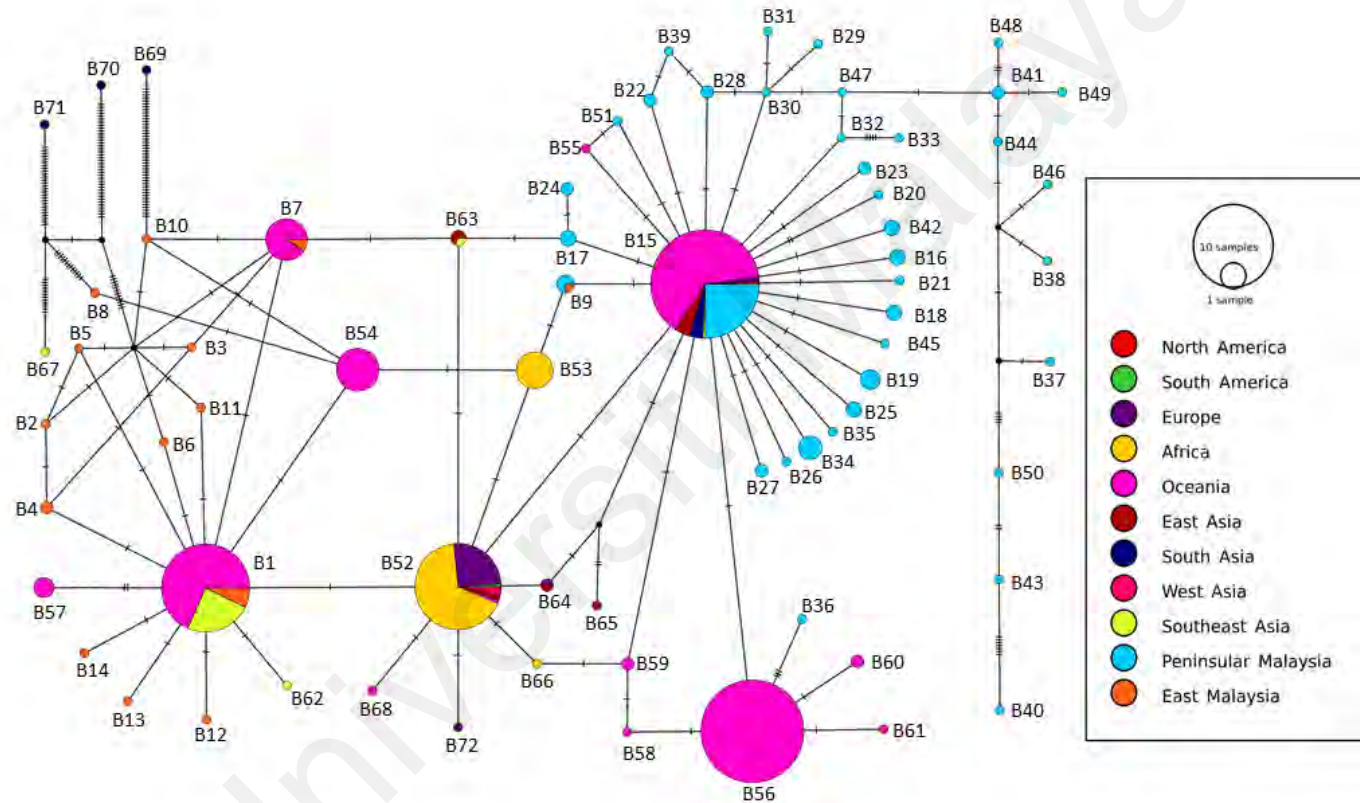 B31
B48
B39
B29
B69
B70
B28
B47
B41
B71
B22
B49
B30
B51
B32
B33
B44
B55
B23
B46
B24
B20
B7
B63
B10
B42
B15
B16
B17
B38
B21
B9
B8
B18
B5
B54
B3
B45
B67
B53
B37
B19
B11
B25
B2
B35
B6
B34
B50
B26
B27
B4
B1
B52
B43
B57
B64
B65
B36
B14
B59
B60
B66
B62
B68
B13
B40
B12
B72
B58
B61
B56
10 samples
1 sample
North America
South America
Europe
Africa
Oceania
East Asia
South Asia
West Asia
Southeast Asia
Peninsular Malaysia
East Malaysia
Universiti Malaya